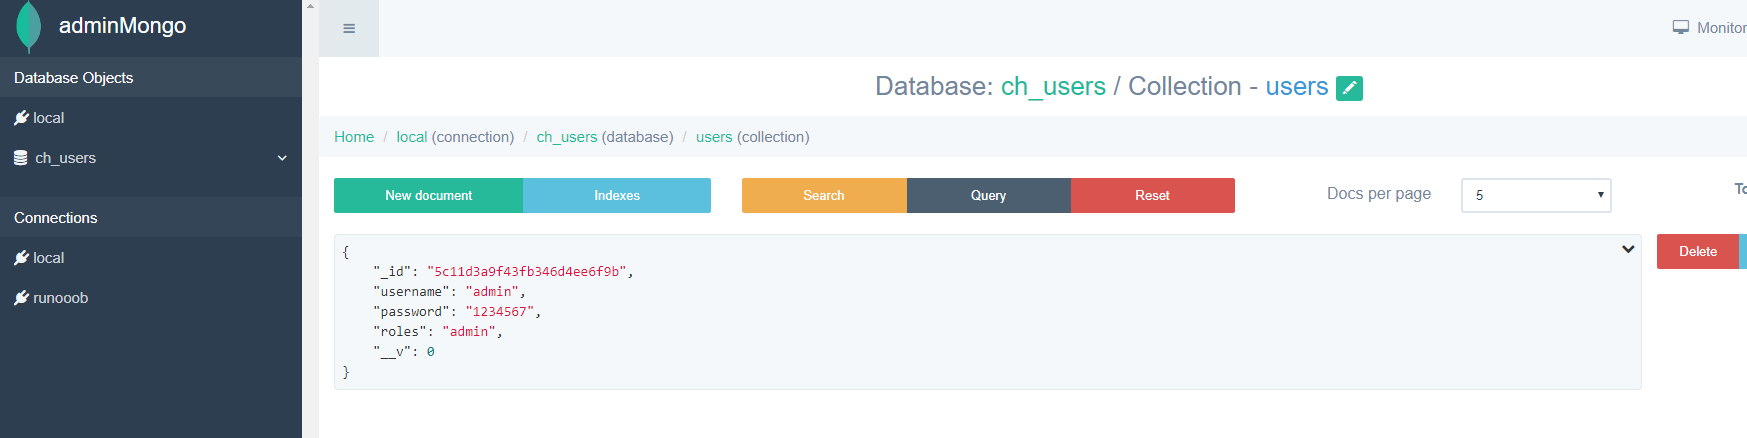 adminMongo
Database Objects
local
ch_users
Connections
local
runooob
Monitor
Database: ch_users / Collection - users
Home / local (connection) / ch_users (database) / users (collection)
New document Indexes Search Query Reset Docs per page 5 To
{
    "_id": "5c11d3a9f43fb346d4ee6f9b",
    "username": "admin",
    "password": "1234567",
    "roles": "admin",
    "__v": 0
}
Delete